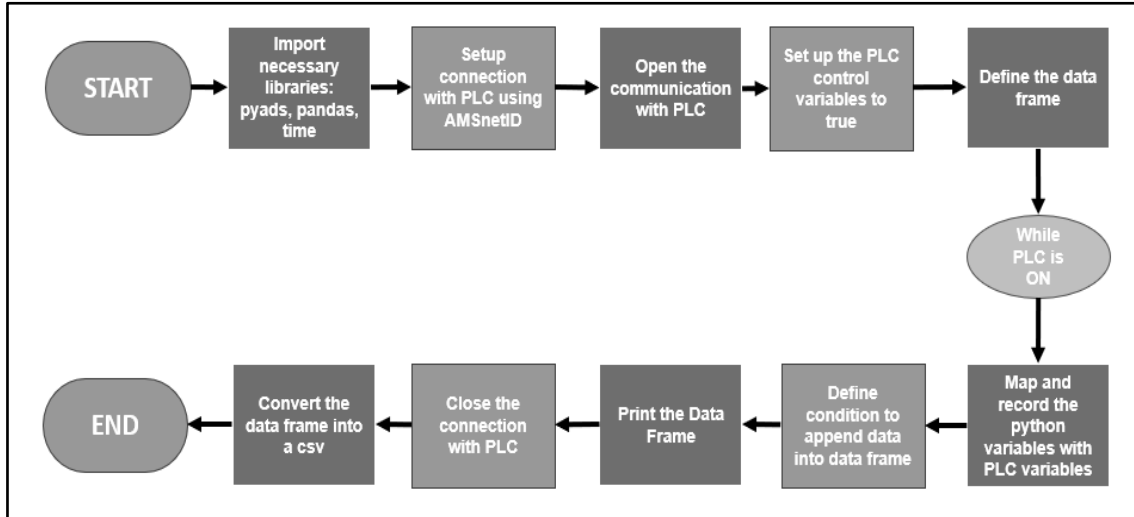 START
Import
necessary
libraries:
pyads, pandas,
time
Setup
connection
with PLC using
AMSnetID
Open the
communication
with PLC
Set up the PLC
control
variables to
true
Define the data
frame
While
PLC is
ON
Map and
record the
python
variables with
PLC variables
Define
condition to
append data
into data frame
Print the Data
Frame
Close the
connection
with PLC
Convert the
data frame into
a csv
END